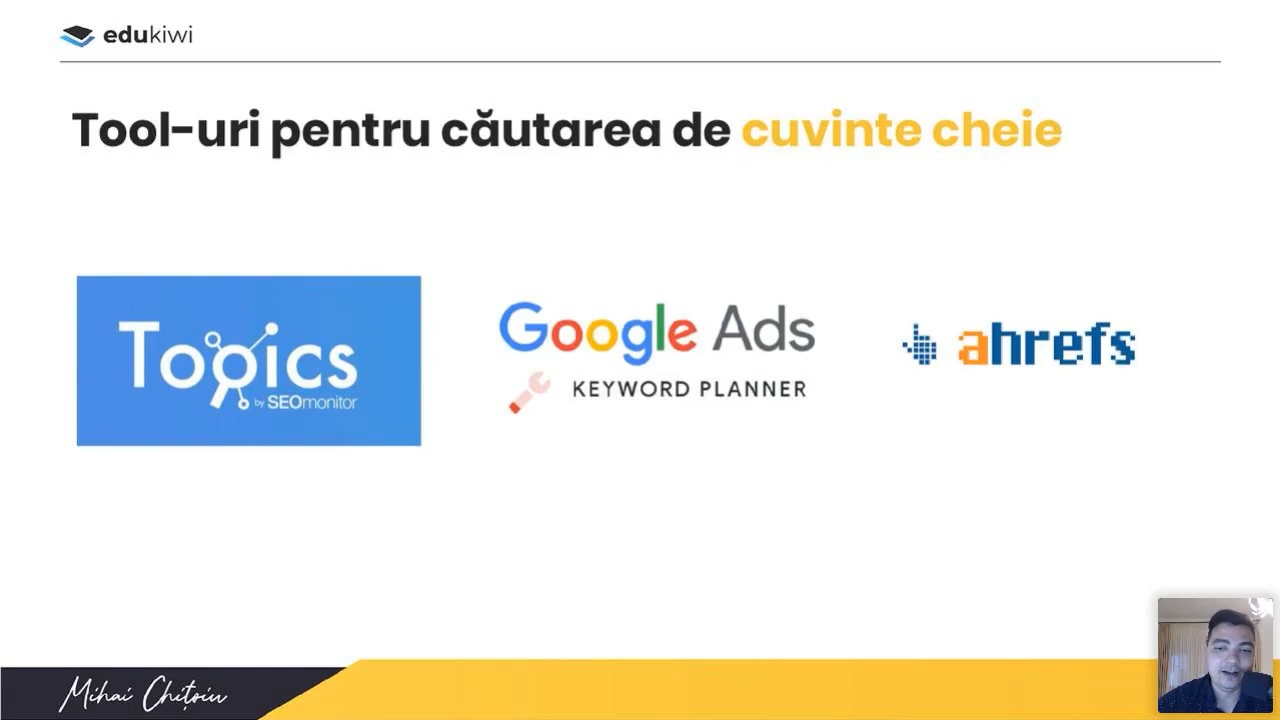 edukiwi
Tool-uri pentru căutarea de cuvinte cheie
Topics
by SEOmonitor
Google Ads
KEYWORD PLANNER
ahrefs
Mihai Chițoiu